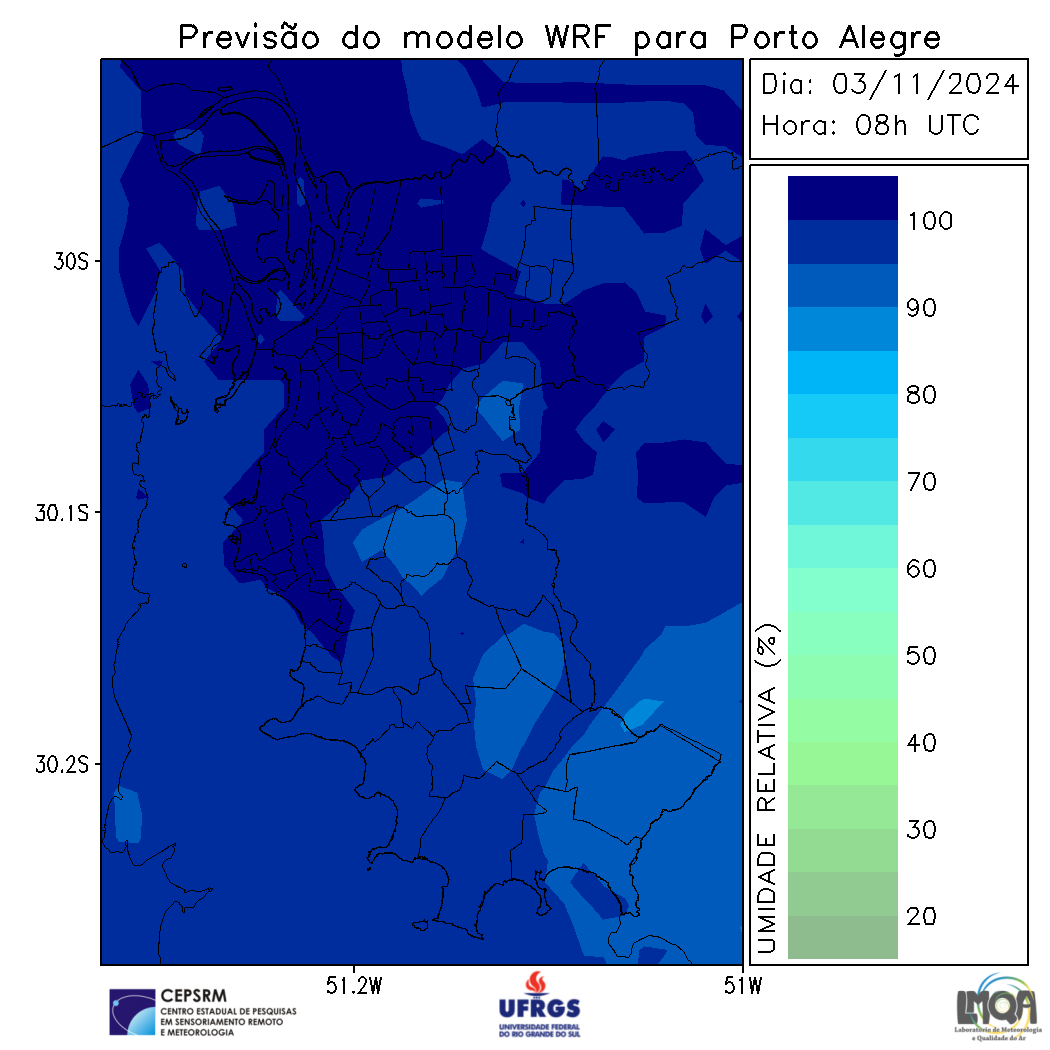 Previsão do modelo WRF para Porto Alegre
Dia: 03/11/2024
Hora: 08h UTC
30S
30.1S
30.2S
51.2W
51W
UMIDADE RELATIVA (%)
100
90
80
70
60
50
40
30
20
CEPSRM
CENTRO ESTADUAL DE PESQUISAS
EM SENSORIAMENTO REMOTO
E METEOROLOGIA
UFRGS
UNIVERSIDADE FEDERAL
DO RIO GRANDE DO SUL
LMQA
Laboratório de Meteorologia
e Qualidade do Ar